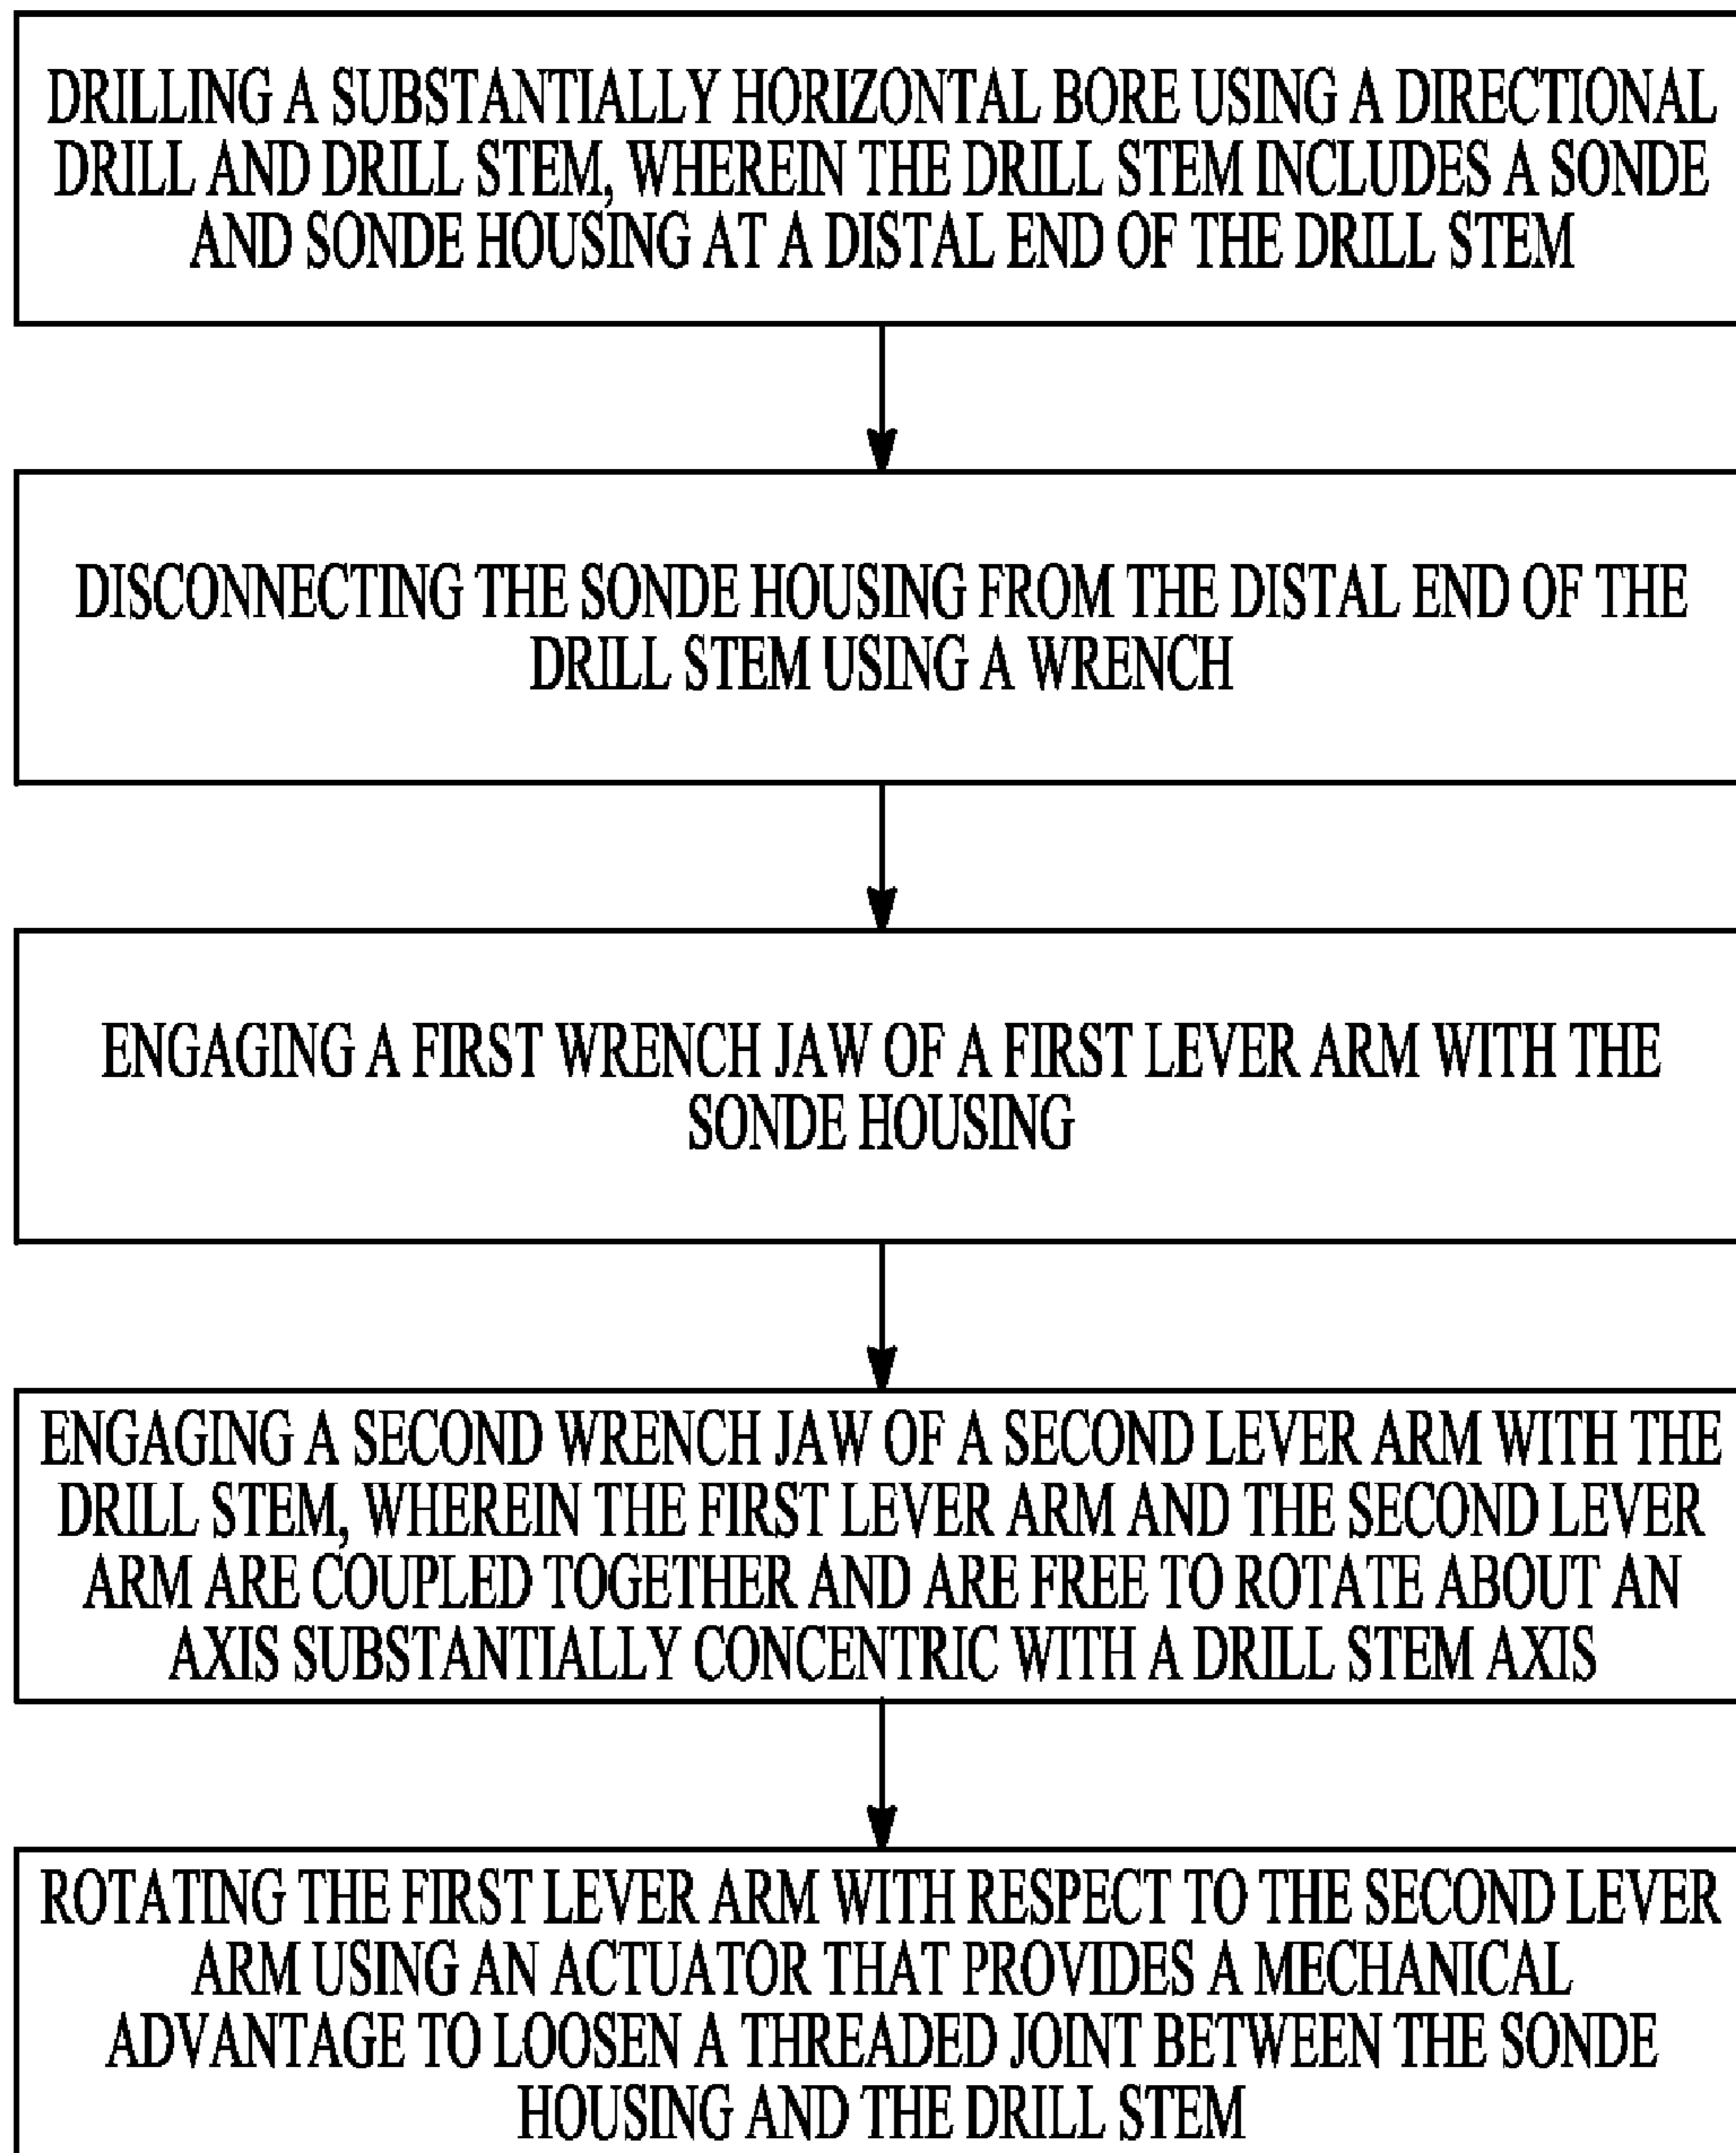 DRILLING A SUBSTANTIALLY HORIZONTAL BORE USING A DIRECTIONAL
DRILL AND DRILL STEM, WHEREIN THE DRILL STEM INCLUDES A SONDE
AND SONDE HOUSING AT A DISTAL END OF THE DRILL STEM
DISCONNECTING THE SONDE HOUSING FROM THE DISTAL END OF THE
DRILL STEM USING A WRENCH
ENGAGING A FIRST WRENCH JAW OF A FIRST LEVER ARM WITH THE
SONDE HOUSING
ENGAGING A SECOND WRENCH JAW OF A SECOND LEVER ARM WITH THE
DRILL STEM, WHEREIN THE FIRST LEVER ARM AND THE SECOND LEVER
ARM ARE COUPLED TOGETHER AND ARE FREE TO ROTATE ABOUT AN
AXIS SUBSTANTIALLY CONCENTRIC WITH A DRILL STEM AXIS
ROTATING THE FIRST LEVER ARM WITH RESPECT TO THE SECOND LEVER
ARM USING AN ACTUATOR THAT PROVIDES A MECHANICAL
ADVANTAGE TO LOOSEN A THREADED JOINT BETWEEN THE SONDE
HOUSING AND THE DRILL STEM